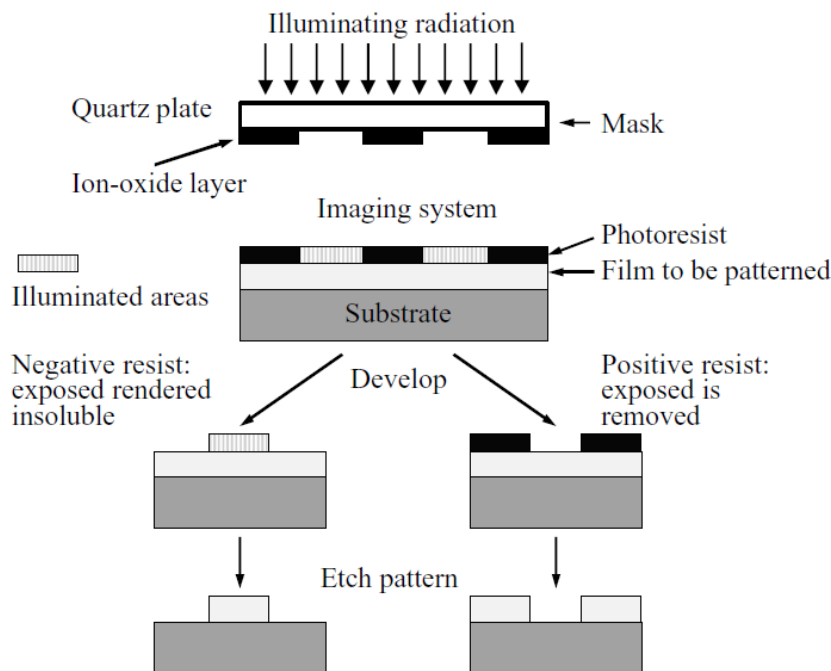 Illuminating radiation
Quartz plate
Mask
Ion-oxide layer
Imaging system
Photoresist
Film to be patterned
Illuminated areas
Substrate
Negative resist:
exposed rendered
insoluble
Develop
Positive resist:
exposed is
removed
Etch pattern